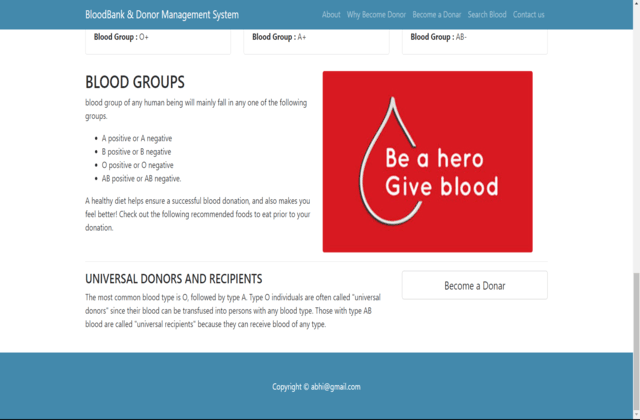 BloodBank & Donor Management System
About Why Become Donor Become a Donar Search Blood Contact us
Blood Group : O+
Blood Group : A+
Blood Group : AB-
BLOOD GROUPS
blood group of any human being will mainly fall in any one of the following
groups.
A positive or A negative
B positive or B negative
O positive or O negative
AB positive or AB negative.
A healthy diet helps ensure a successful blood donation, and also makes you
feel better! Check out the following recommended foods to eat prior to your
donation.
Be a hero
Give blood
UNIVERSAL DONORS AND RECIPIENTS
The most common blood type is O, followed by type A. Type O individuals are often called "universal
donors" since their blood can be transfused into persons with any blood type. Those with type AB
blood are called "universal recipients" because they can receive blood of any type.
Become a Donar
Copyright © abhi@gmail.com